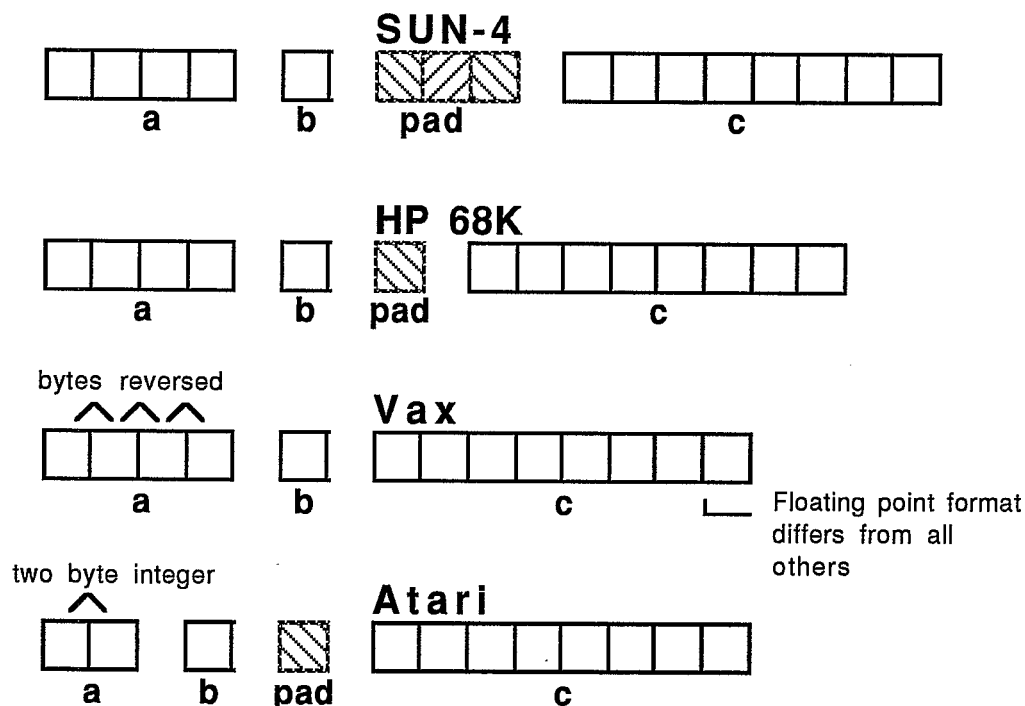 SUN-4
a b pad c
HP 68K
a b pad c
bytes reversed
Vax
a b c
Floating point format
differs from all
others
two byte integer
Atari
a b pad c